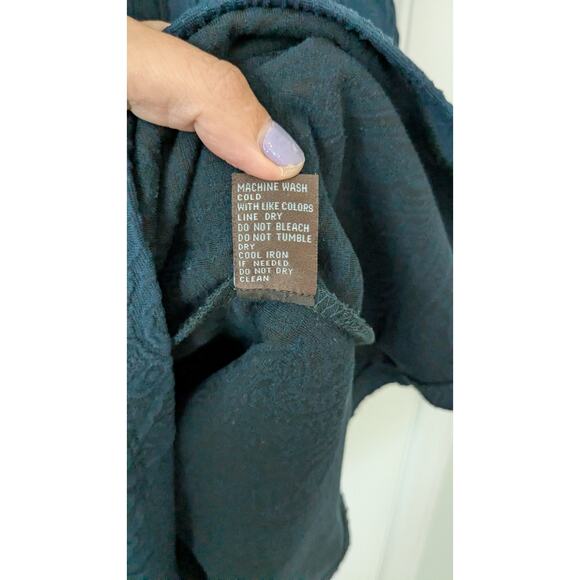 MACHINE WASH
COLD
WITH LIKE COLORS
LINE DRY
DO NOT BLEACH
DO NOT TUMBLE
DRY
COOL IRON
IF NEEDED
DO NOT DRY
CLEAN